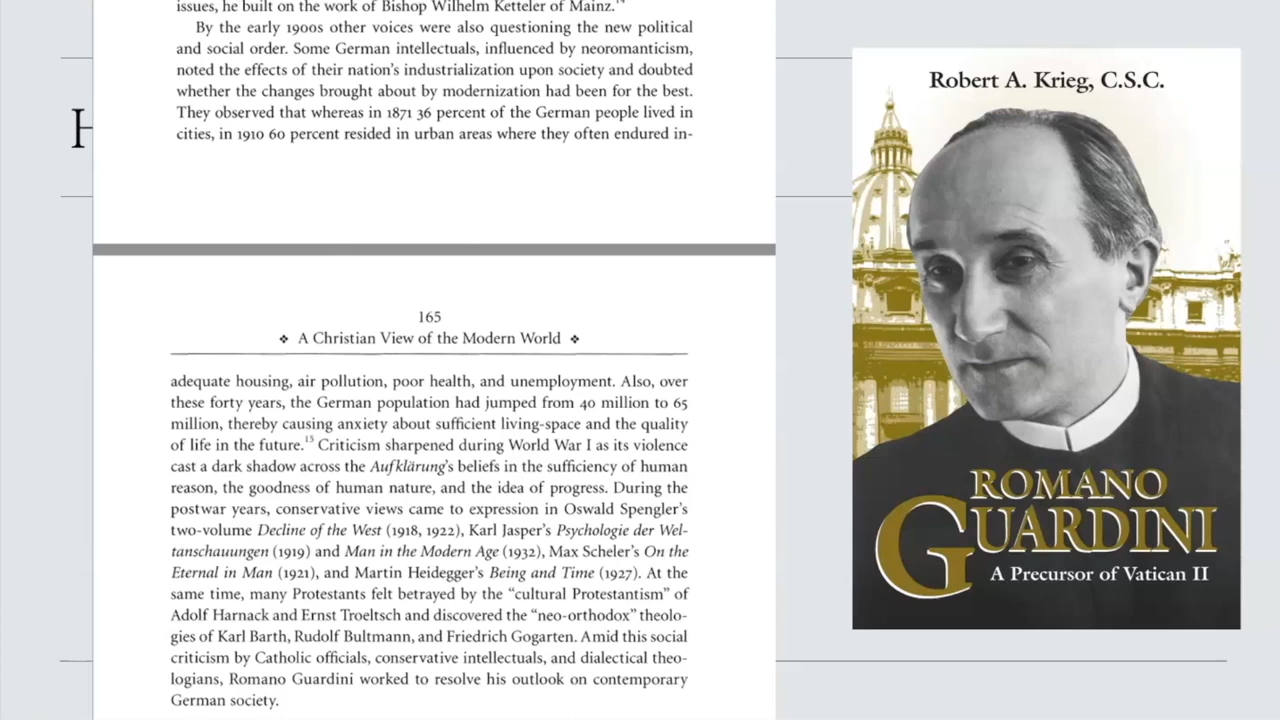 issues, he built on the work of Bishop Wilhelm Ketteler of Mainz.14
By the early 1900s other voices were also questioning the new political
and social order. Some German intellectuals, influenced by neoromanticism,
noted the effects of their nation's industrialization upon society and doubted
whether the changes brought about by modernization had been for the best.
They observed that whereas in 1871 36 percent of the German people lived in
cities, in 1910 60 percent resided in urban areas where they often endured in-
165
❖ A Christian View of the Modern World ❖
adequate housing, air pollution, poor health, and unemployment. Also, over
these forty years, the German population had jumped from 40 million to 65
million, thereby causing anxiety about sufficient living-space and the quality
of life in the future.15 Criticism sharpened during World War I as its violence
cast a dark shadow across the Aufklärung's beliefs in the sufficiency of human
reason, the goodness of human nature, and the idea of progress. During the
postwar years, conservative views came to expression in Oswald Spengler's
two-volume Decline of the West (1918, 1922), Karl Jasper's Psychologie der Wel-
tanschauungen (1919) and Man in the Modern Age (1932), Max Scheler's On the
Eternal in Man (1921), and Martin Heidegger's Being and Time (1927). At the
same time, many Protestants felt betrayed by the "cultural Protestantism" of
Adolf Harnack and Ernst Troeltsch and discovered the "neo-orthodox" theolo-
gies of Karl Barth, Rudolf Bultmann, and Friedrich Gogarten. Amid this social
criticism by Catholic officials, conservative intellectuals, and dialectical theo-
logians, Romano Guardini worked to resolve his outlook on contemporary
German society.
H
Robert A. Krieg, C.S.C.
ROMANO
GUARDINI
A Precursor of Vatican II